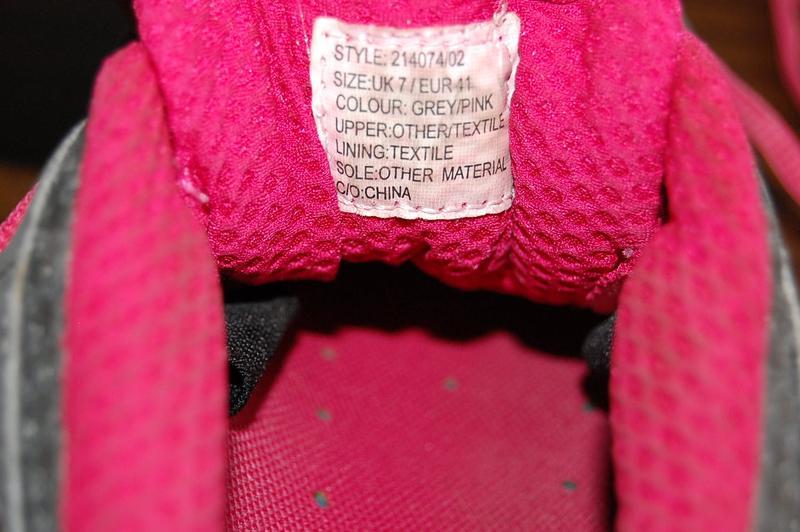 STYLE: 214074/02
SIZE:UK 7 / EUR 41
COLOUR: GREY/PINK
UPPER:OTHER/TEXTILE
LINING:TEXTILE
SOLE:OTHER MATERIAL
C/O:CHINA